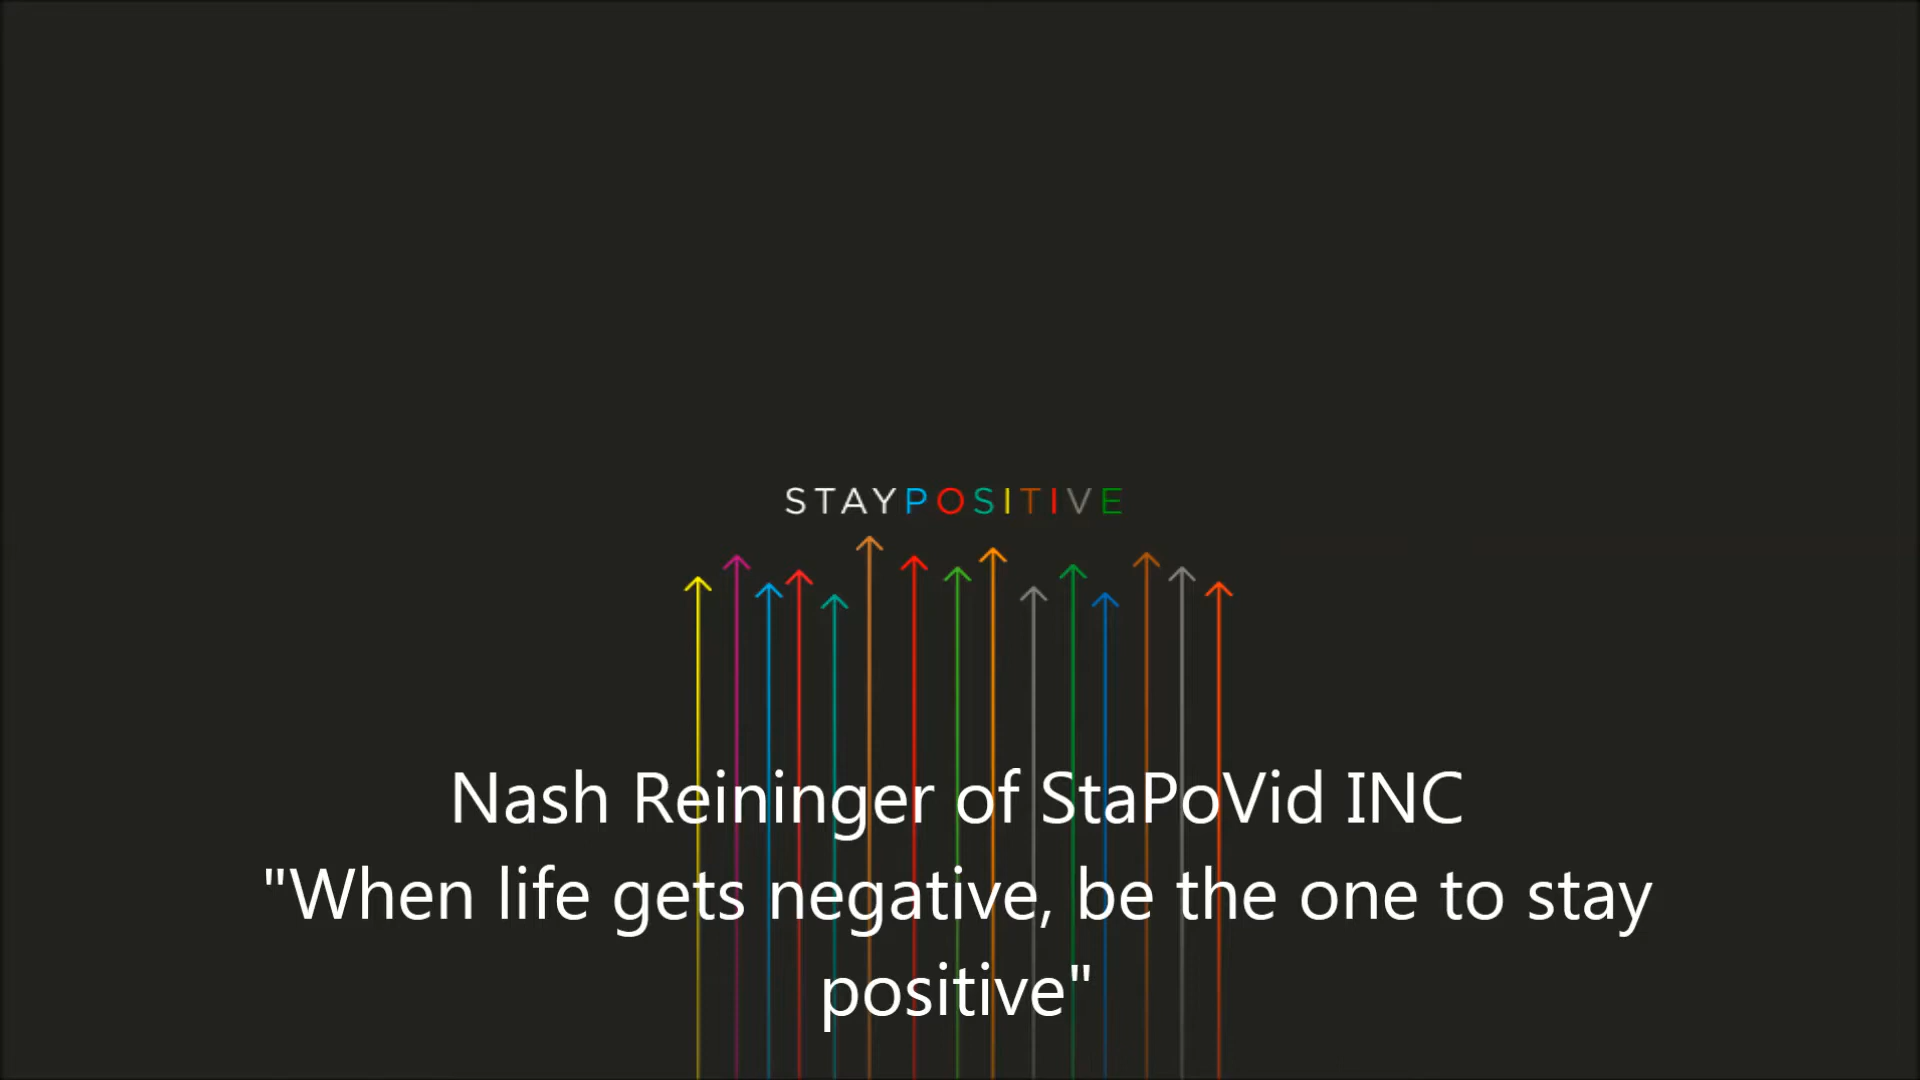 STAYPOSITIVE
Nash Reininger of StaPoVid INC
"When life gets negative, be the one to stay
positive"